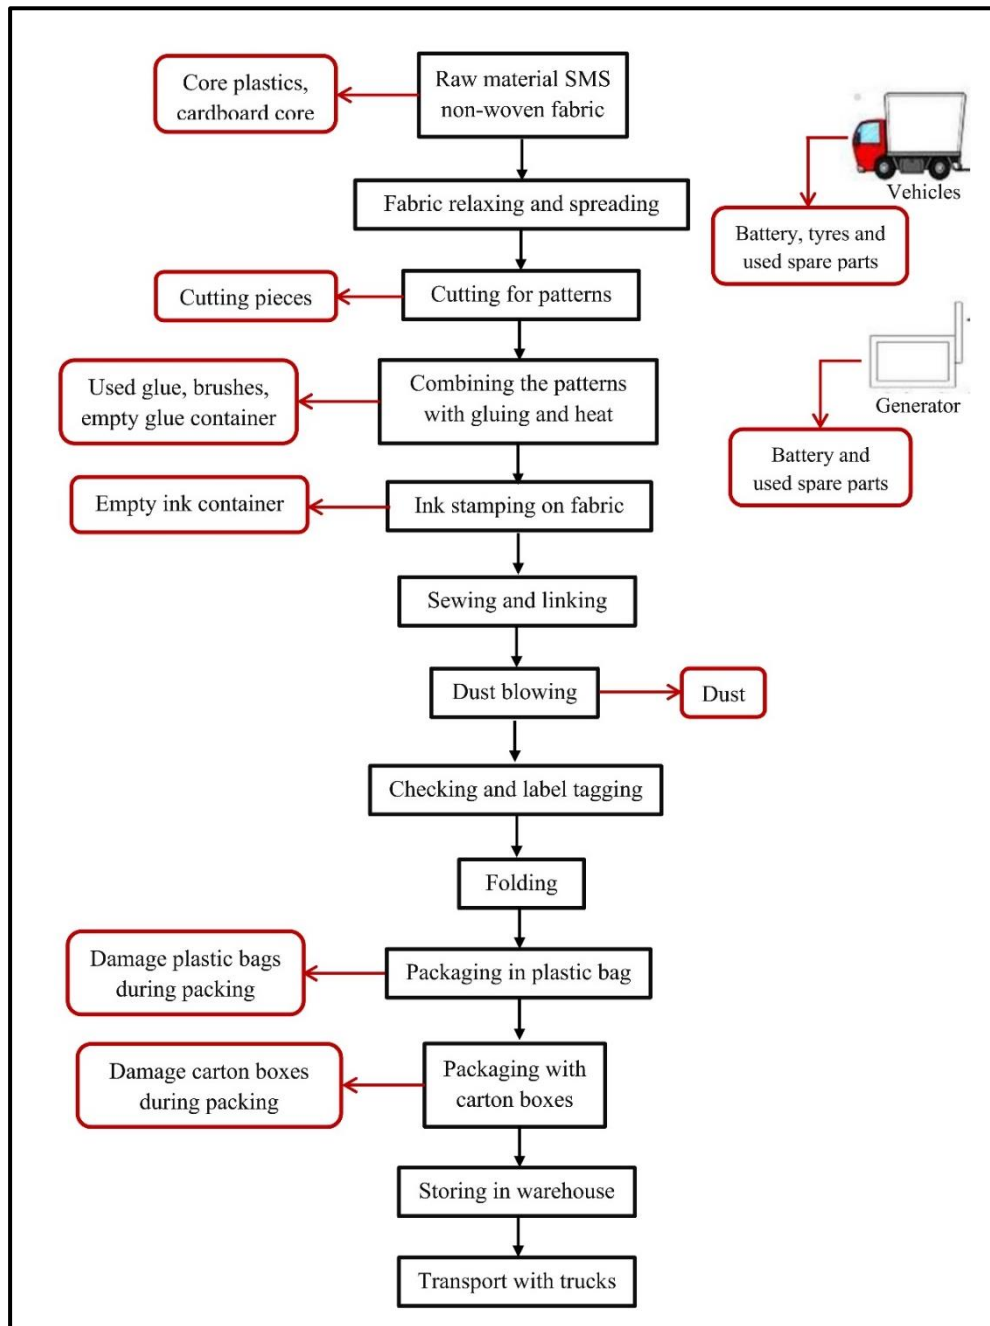 Core plastics,
cardboard core
Raw material SMS
non-woven fabric
Vehicles
Fabric relaxing and spreading
Battery, tyres and
used spare parts
Cutting pieces
Cutting for patterns
Used glue, brushes,
empty glue container
Combining the patterns
with gluing and heat
Generator
Battery and
used spare parts
Empty ink container
Ink stamping on fabric
Sewing and linking
Dust blowing
Dust
Checking and label tagging
Folding
Damage plastic bags
during packing
Packaging in plastic bag
Damage carton boxes
during packing
Packaging with
carton boxes
Storing in warehouse
Transport with trucks